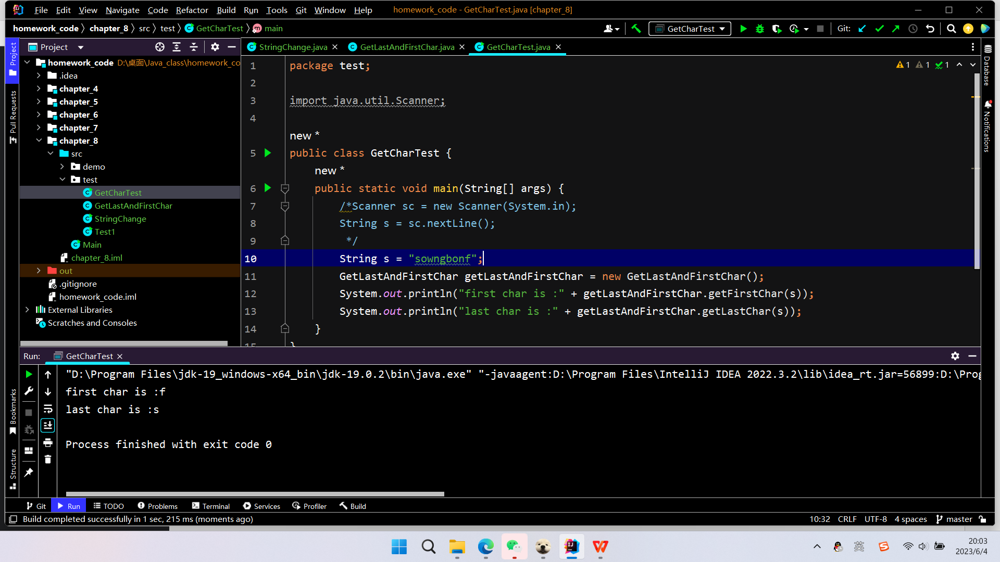 File Edit View Navigate Code Refactor Build Run Tools Git Window Help homework_code - GetCharTest.java [chapter_8]
homework_code chapter_8 src test GetCharTest main GetCharTest Git:
Project
StringChange.java GetLastAndFirstChar.java GetCharTest.java
Project
Pull Requests
Bookmarks
Structure
homework_code D:\桌面\Java_class\homework_co
.idea
chapter_4
chapter_5
chapter_6
chapter_7
chapter_8
src
demo
test
GetCharTest
GetLastAndFirstChar
StringChange
Test1
Main
chapter_8.iml
out
.gitignore
homework_code.iml
External Libraries
Scratches and Consoles
1 package test;
1 1 1
2
3 import java.util.Scanner;
4
new *
5 public class GetCharTest {
new *
6 public static void main(String[] args) {
7 /*Scanner sc = new Scanner(System.in);
8 String s = sc.nextLine();
9 */
10 String s = "sowngbonf";
11 GetLastAndFirstChar getLastAndFirstChar = new GetLastAndFirstChar();
12 System.out.println("first char is :" + getLastAndFirstChar.getFirstChar(s));
13 System.out.println("last char is :" + getLastAndFirstChar.getLastChar(s));
14 }
15 }
Database
Notifications
Run: GetCharTest
"D:\Program Files\jdk-19_windows-x64_bin\jdk-19.0.2\bin\java.exe" "-javaagent:D:\Program Files\IntelliJ IDEA 2022.3.2\lib\idea_rt.jar=56899:D:\Prog
first char is :f
last char is :s
Process finished with exit code 0
Git Run TODO Problems Terminal Services Profiler Build
Build completed successfully in 1 sec, 215 ms (moments ago) 10:32 CRLF UTF-8 4 spaces master
英
20:03
2023/6/4